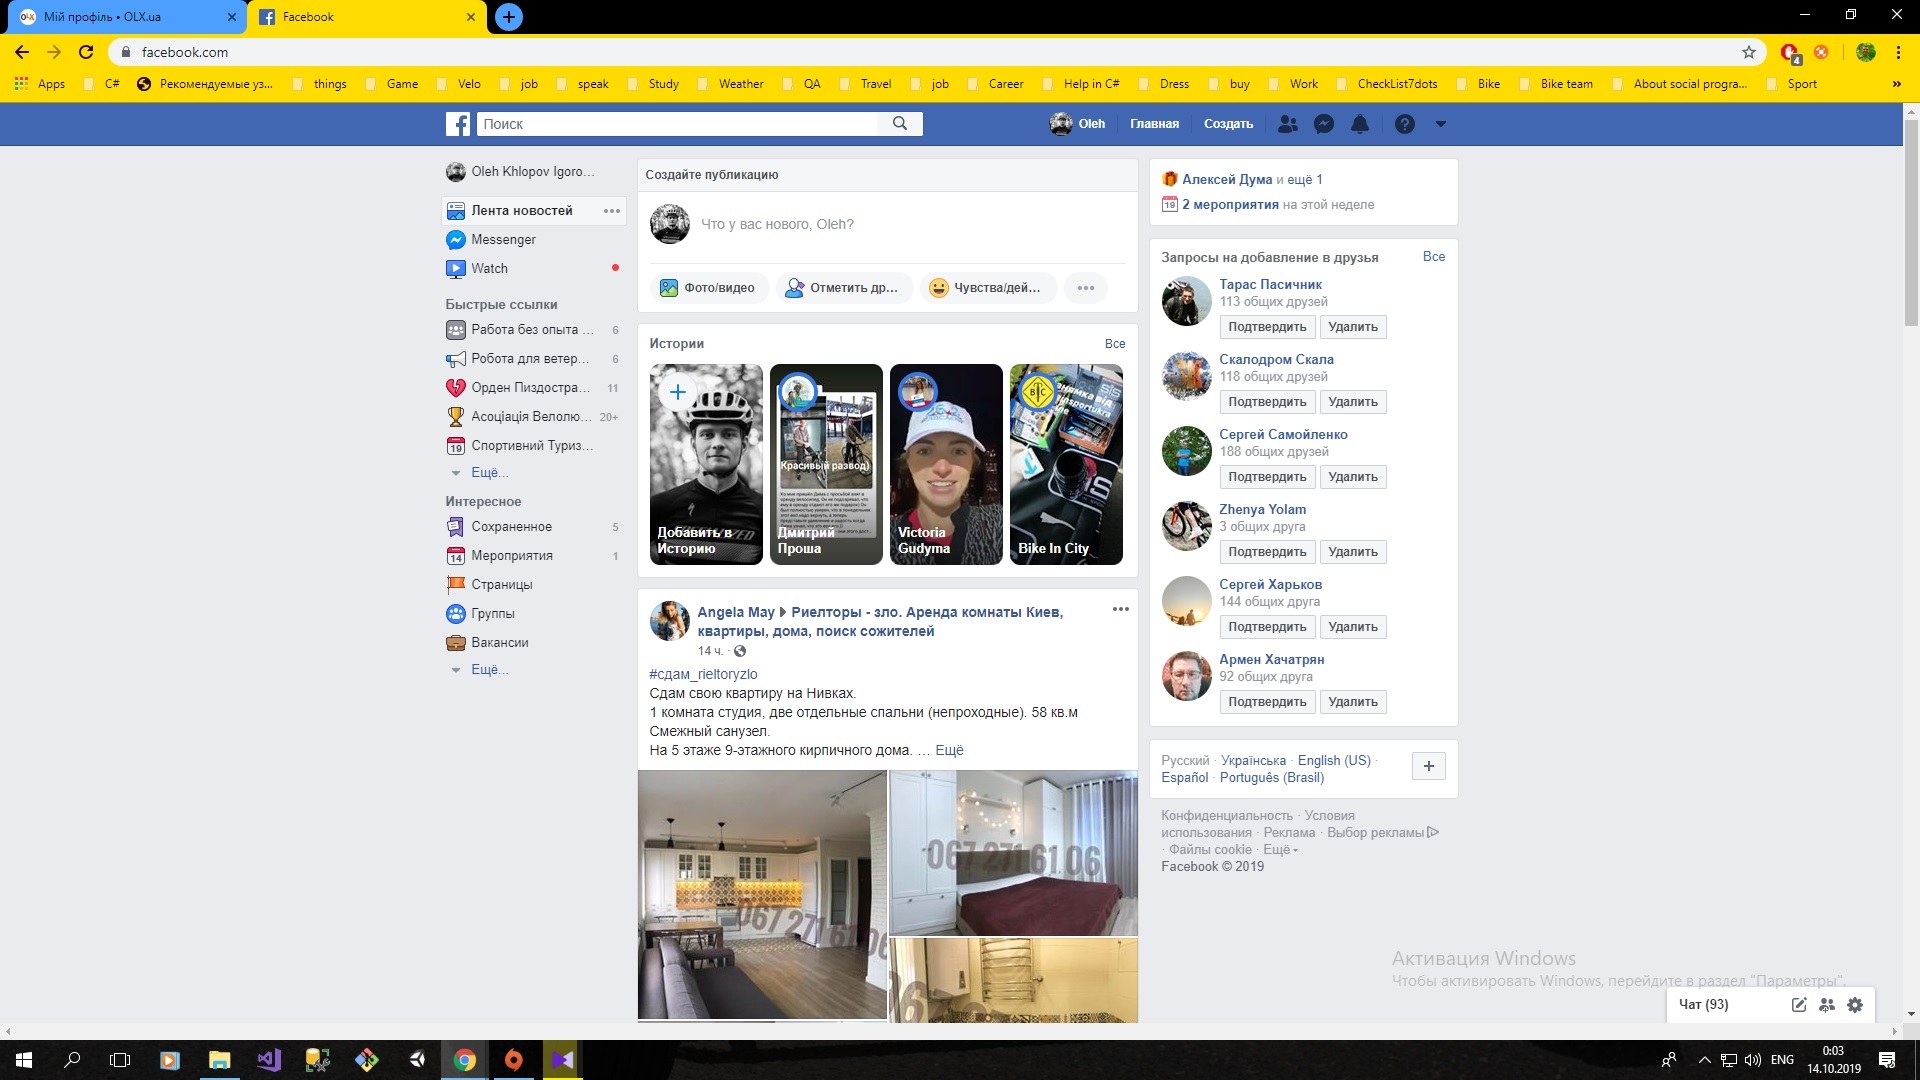 Мій профіль • OLX.ua
Facebook
facebook.com
4
Apps
C#
Рекомендуемые уз...
things
Game
Velo
job
speak
Study
Weather
QA
Travel
job
Career
Help in C#
Dress
buy
Work
CheckList7dots
Bike
Bike team
About social progra...
Sport
»
Поиск
Oleh
Главная
Создать
Oleh Khlopov Igoro...
Лента новостей
Messenger
Watch
Быстрые ссылки
Работа без опыта ... 6
Робота для ветер... 6
Орден Пиздостра... 11
Асоціація Велолю... 20+
19 Спортивний Туриз...
Ещё...
Интересное
Сохраненное 5
14 Мероприятия 1
Страницы
Группы
Вакансии
Ещё...
Создайте публикацию
Что у вас нового, Oleh?
Фото/видео
Отметить др...
Чувства/дей...
Истории
Все
Добавить в
Историю
Красивый развод)
Дмитрий
Проша
Victoria
Gudyma
Bike In City
Angela May Риелторы - зло. Аренда комнаты Киев,
квартиры, дома, поиск сожителей
14 ч. ·
#сдам_rieltoryzlo
Сдам свою квартиру на Нивках.
1 комната студия, две отдельные спальни (непроходные). 58 кв.м
Смежный санузел.
На 5 этаже 9-этажного кирпичного дома. ... Ещё
067 271 61 06
067 271 61 06
Алексей Дума и ещё 1
19 2 мероприятия на этой неделе
Запросы на добавление в друзья
Все
Тарас Пасичник
113 общих друзей
Подтвердить Удалить
Скалодром Скала
118 общих друзей
Подтвердить Удалить
Сергей Самойленко
188 общих друзей
Подтвердить Удалить
Zhenya Yolam
3 общих друга
Подтвердить Удалить
Сергей Харьков
144 общих друга
Подтвердить Удалить
Армен Хачатрян
92 общих друга
Подтвердить Удалить
Русский · Українська · English (US) ·
Español · Português (Brasil)
Конфиденциальность · Условия
использования · Реклама · Выбор рекламы
· Файлы cookie · Ещё
Facebook © 2019
Активация Windows
Чтобы активировать Windows, перейдите в раздел "Параметры".
Чат (93)
ENG
0:03
14.10.2019